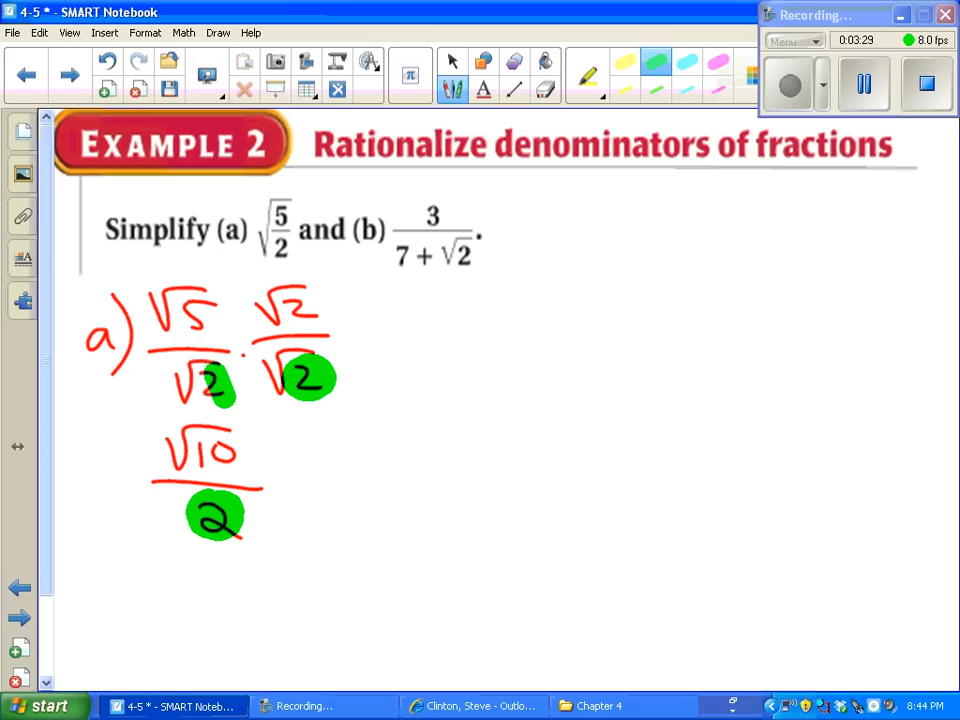 4-5 * - SMART Notebook
Recording...
File Edit View Insert Format Math Draw Help
Menu
00:03:29
8.0 fps
EXAMPLE 2 Rationalize denominators of fractions
Simplify (a) √(5/2) and (b) 3/(7 + √2).
a) √5/√2 · √2/√2
√10/2
start
4-5 * - SMART Noteb...
Recording...
Clinton, Steve - Outlo...
Chapter 4
8:44 PM